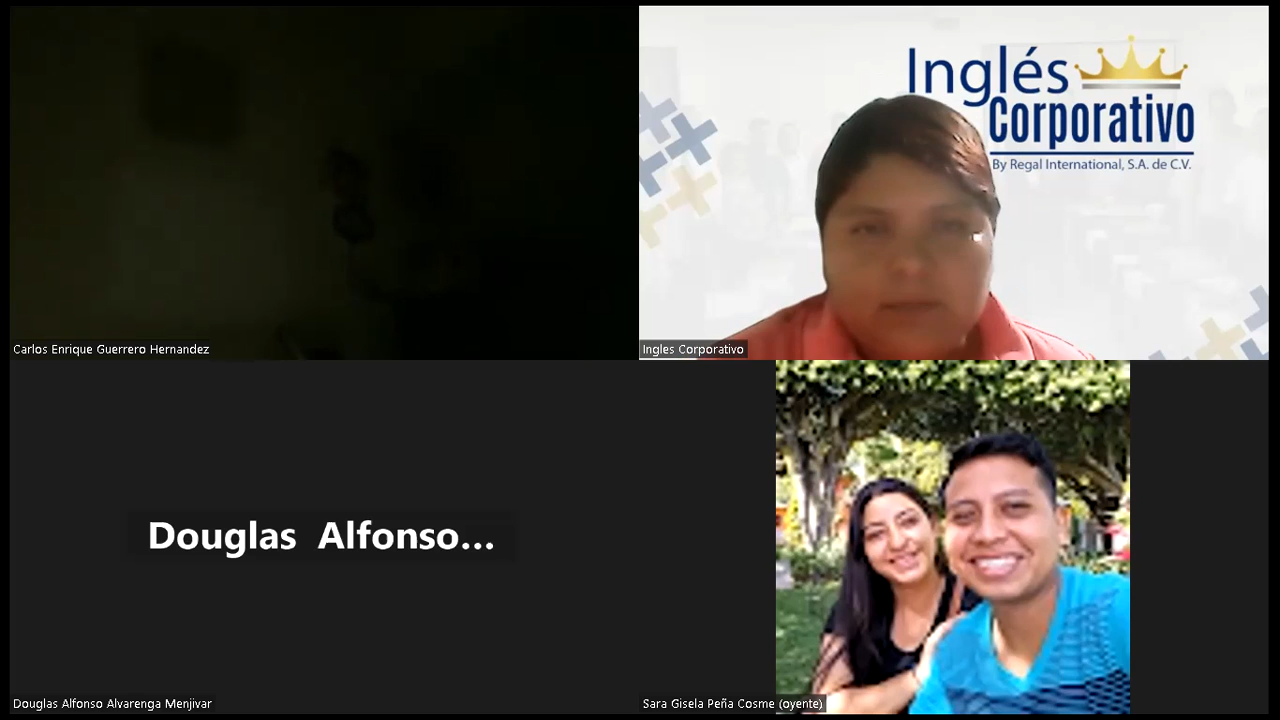 Inglés
Corporativo
By Regal International, S.A. de C.V.
Carlos Enrique Guerrero Hernandez
Ingles Corporativo
Douglas Alfonso...
Douglas Alfonso Alvarenga Menjivar
Sara Gisela Peña Cosme (oyente)